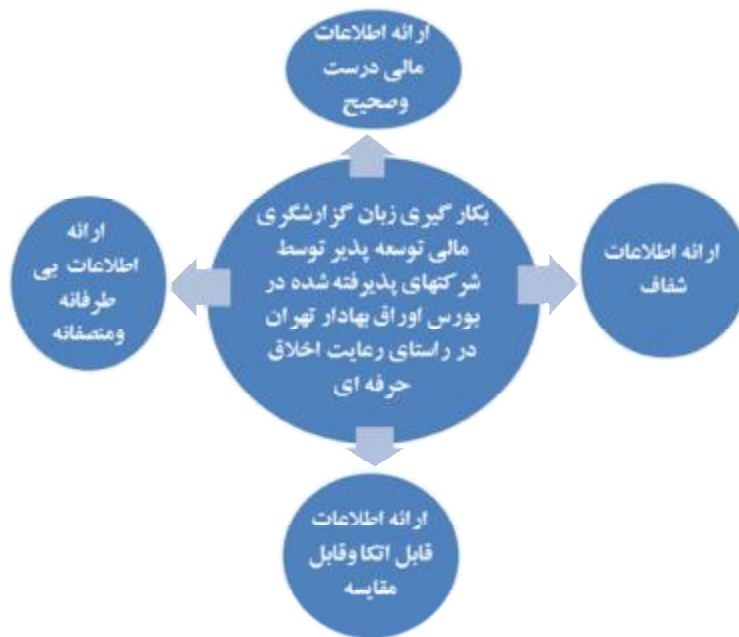 ارائه اطلاعات
مالی درست
وصحیح
بکار گیری زبان گزارشگری
مالی توسعه پذیر توسط
شرکتهای پذیرفته شده در
بورس اوراق بهادار تهران
در راستای رعایت اخلاق
حرفه ای
ارائه اطلاعات
شفاف
ارائه
اطلاعات بی
طرفانه
ومنصفانه
ارائه اطلاعات
قابل اتکا وقابل
مقایسه